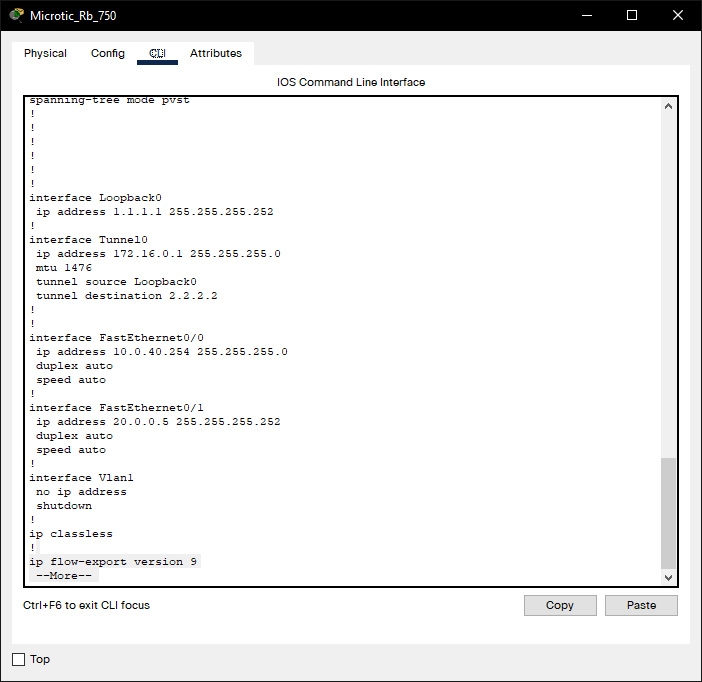 Microtic_Rb_750
Physical Config CLI Attributes
IOS Command Line Interface
spanning-tree mode pvst
!
!
!
!
!
!
interface Loopback0
 ip address 1.1.1.1 255.255.255.252
!
interface Tunnel0
 ip address 172.16.0.1 255.255.255.0
 mtu 1476
 tunnel source Loopback0
 tunnel destination 2.2.2.2
!
!
interface FastEthernet0/0
 ip address 10.0.40.254 255.255.255.0
 duplex auto
 speed auto
!
interface FastEthernet0/1
 ip address 20.0.0.5 255.255.255.252
 duplex auto
 speed auto
!
interface Vlan1
 no ip address
 shutdown
!
ip classless
!
ip flow-export version 9
 --More--
Ctrl+F6 to exit CLI focus
Copy Paste
Top